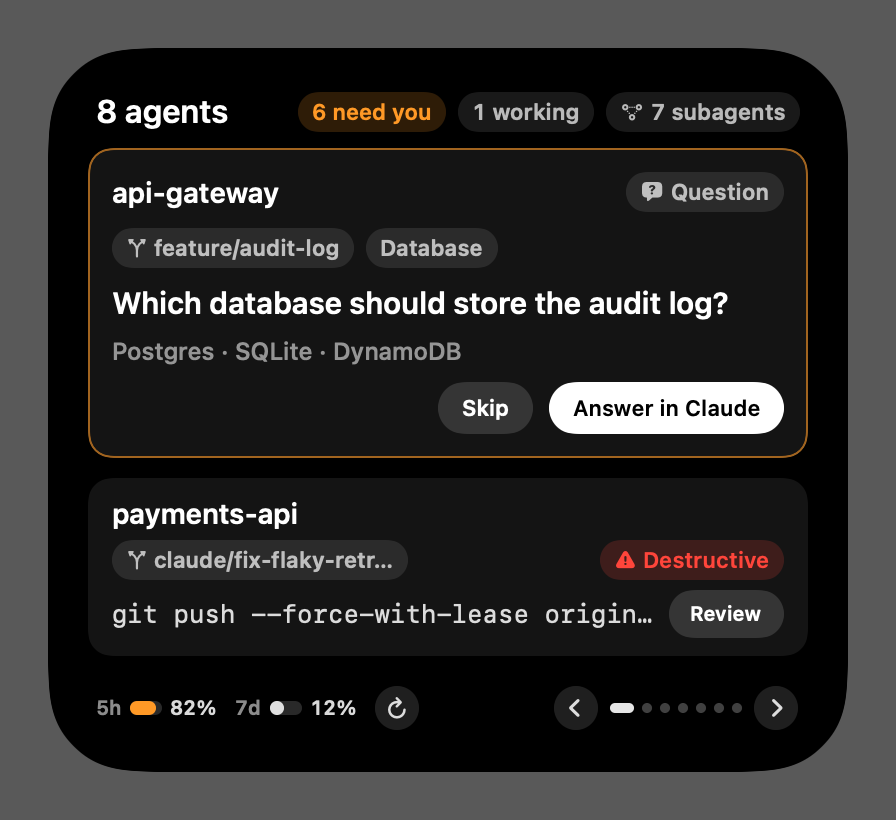 8 agents
6 need you
1 working
7 subagents
api-gateway
Question
feature/audit-log
Database
Which database should store the audit log?
Postgres · SQLite · DynamoDB
Skip
Answer in Claude
payments-api
claude/fix-flaky-retr...
Destructive
git push --force-with-lease origin…
Review
5h 82% 7d 12%